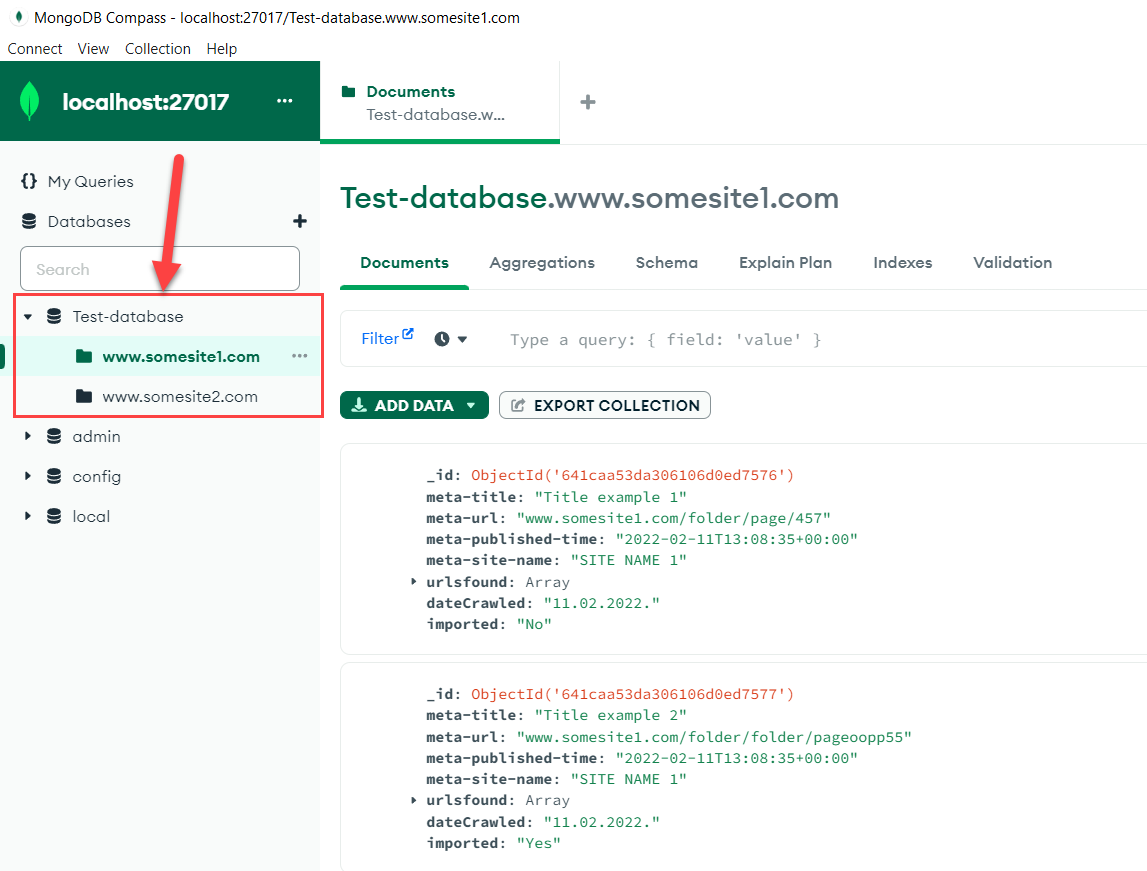 MongoDB Compass - localhost:27017/Test-database.www.somesite1.com
Connect View Collection Help
localhost:27017
Documents
Test-database.w...
My Queries
Databases
Search
Test-database
www.somesite1.com
www.somesite2.com
admin
config
local
Test-database.www.somesite1.com
Documents Aggregations Schema Explain Plan Indexes Validation
Filter Type a query: { field: 'value' }
ADD DATA EXPORT COLLECTION
_id: ObjectId('641caa53da306106d0ed7576')
meta-title: "Title example 1"
meta-url: "www.somesite1.com/folder/page/457"
meta-published-time: "2022-02-11T13:08:35+00:00"
meta-site-name: "SITE NAME 1"
urlsfound: Array
dateCrawled: "11.02.2022."
imported: "No"
_id: ObjectId('641caa53da306106d0ed7577')
meta-title: "Title example 2"
meta-url: "www.somesite1.com/folder/folder/pageoopp55"
meta-published-time: "2022-02-11T13:08:35+00:00"
meta-site-name: "SITE NAME 1"
urlsfound: Array
dateCrawled: "11.02.2022."
imported: "Yes"